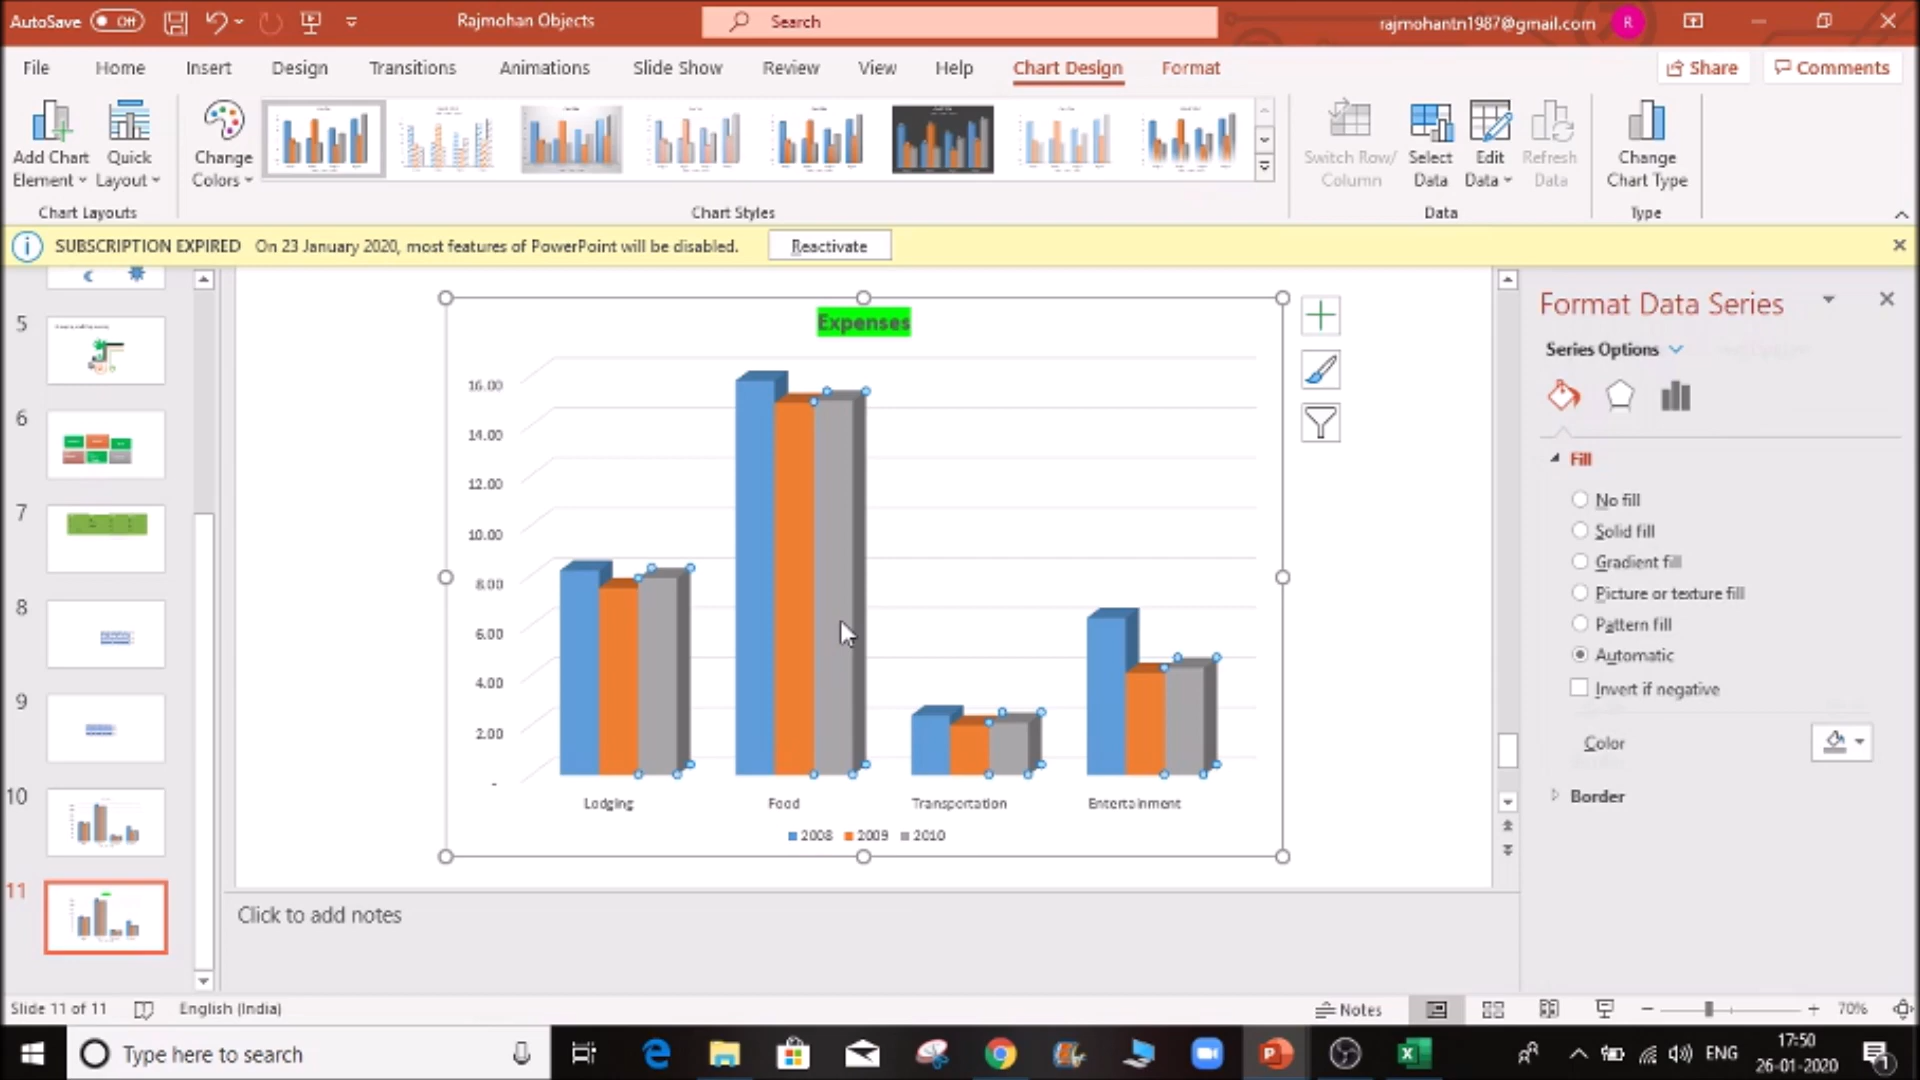 AutoSave Off Rajmohan Objects Search rajmohantn1987@gmail.com R
File Home Insert Design Transitions Animations Slide Show Review View Help Chart Design Format Share Comments
Add Chart Element
Quick Layout
Change Colors
Switch Row/ Column
Select Data
Edit Data
Refresh Data
Change Chart Type
Chart Layouts Chart Styles Data Type
SUBSCRIPTION EXPIRED On 23 January 2020, most features of PowerPoint will be disabled. Reactivate
5
6
7
8
9
10
11
Expenses
16.00
14.00
12.00
10.00
8.00
6.00
4.00
2.00
-
Lodging Food Transportation Entertainment
2008 2009 2010
Format Data Series
Series Options
Fill
No fill
Solid fill
Gradient fill
Picture or texture fill
Pattern fill
Automatic
Invert if negative
Color
Border
Click to add notes
Slide 11 of 11 English (India) Notes 70%
Type here to search ENG 17:50
26-01-2020 1